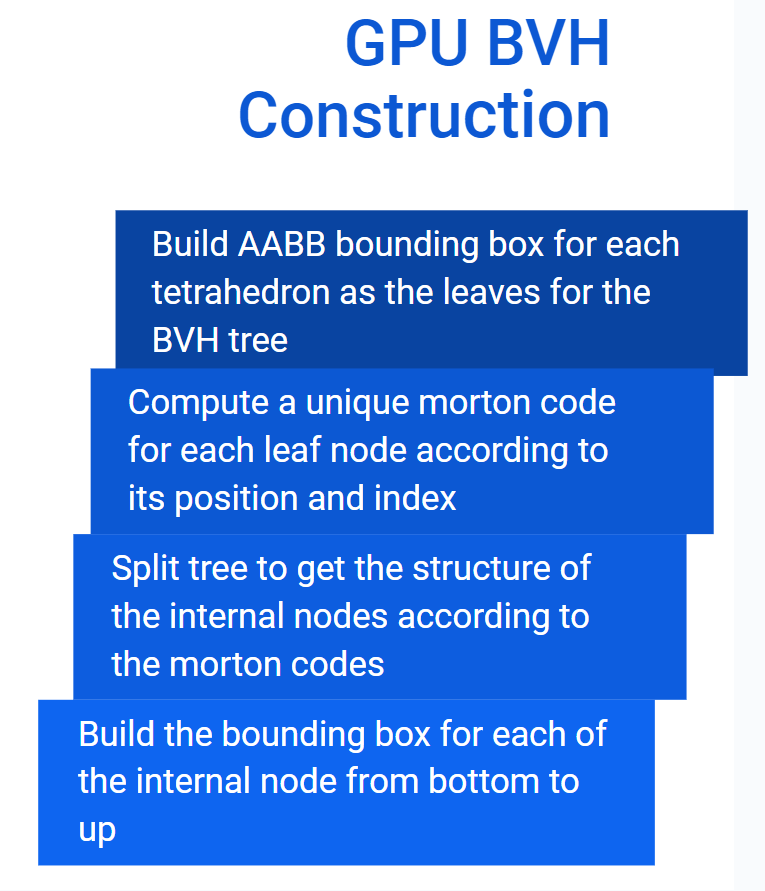 GPU BVH
Construction
Build AABB bounding box for each
tetrahedron as the leaves for the
BVH tree
Compute a unique morton code
for each leaf node according to
its position and index
Split tree to get the structure of
the internal nodes according to
the morton codes
Build the bounding box for each of
the internal node from bottom to
up